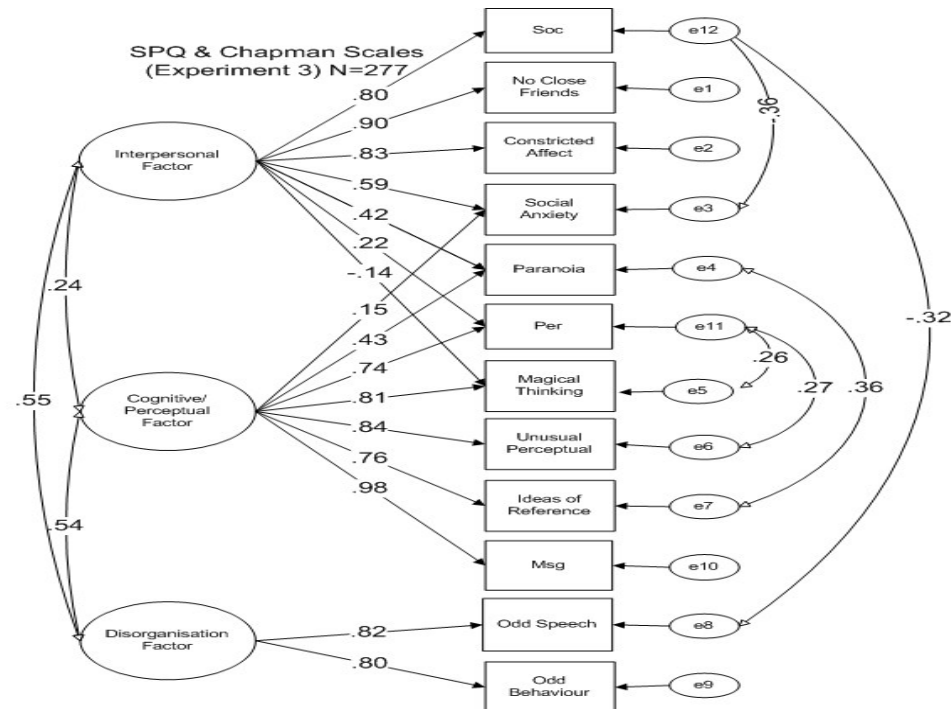 SPQ & Chapman Scales
(Experiment 3) N=277
Soc
e12
No Close
Friends
e1
Constricted
Affect
e2
Social
Anxiety
e3
Paranoia
e4
Per
e11
Magical
Thinking
e5
Unusual
Perceptual
e6
Ideas of
Reference
e7
Msg
e10
Odd Speech
e8
Odd
Behaviour
e9
Interpersonal
Factor
Cognitive/
Perceptual
Factor
Disorganisation
Factor
.80
.90
.83
.59
.42
.22
-.14
.15
.43
.74
.81
.84
.76
.98
.82
.80
.24
.55
.54
-.32
.26
.27
.36